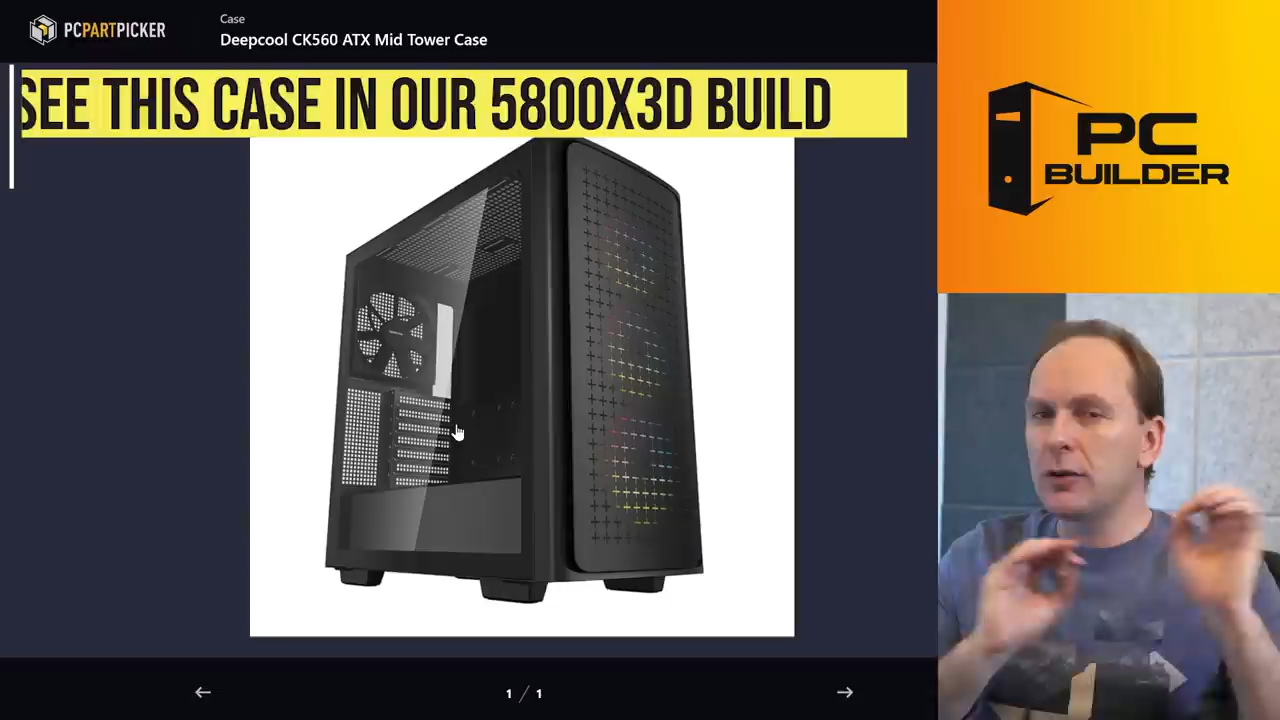 PCPARTPICKER
Case
Deepcool CK560 ATX Mid Tower Case
SEE THIS CASE IN OUR 5800X3D BUILD
PC
BUILDER
1 / 1